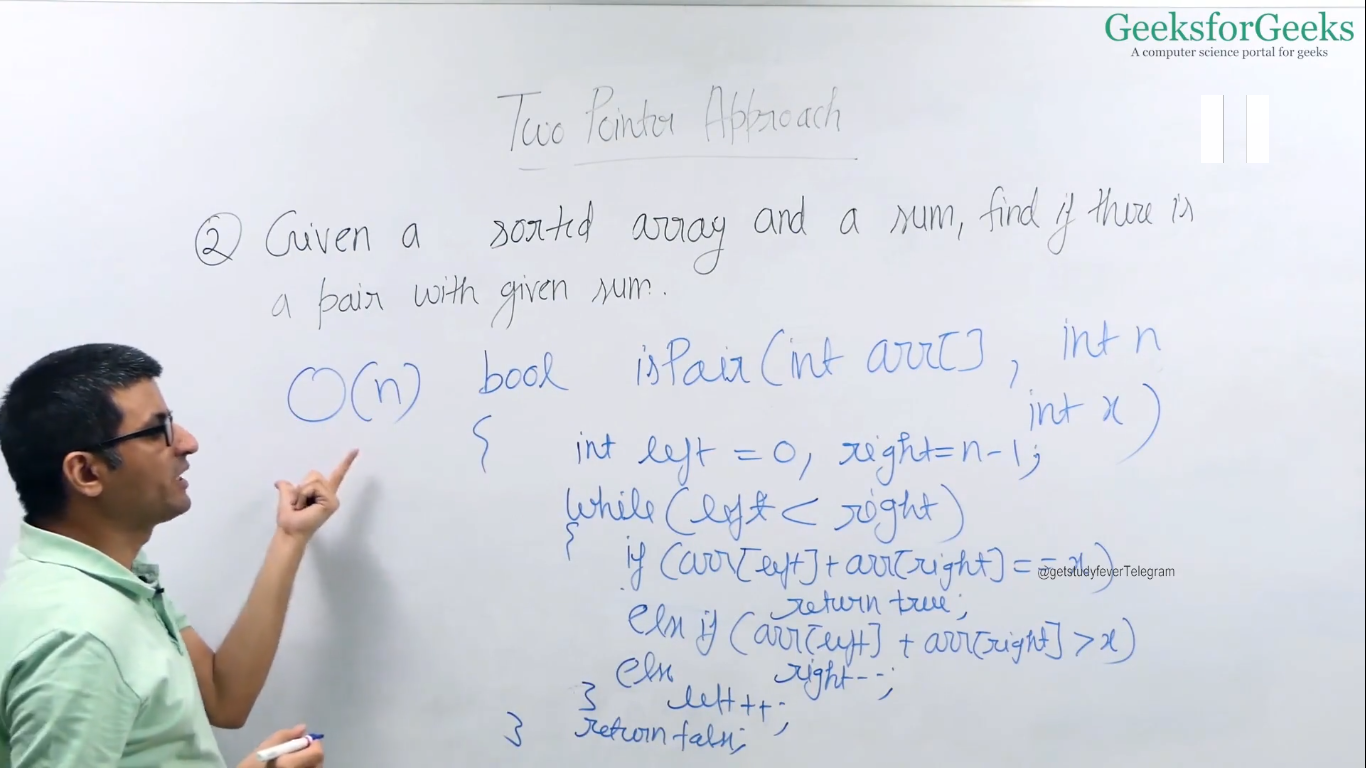 GeeksforGeeks
A computer science portal for geeks
Two Pointer Approach
② Given a sorted array and a sum, find if there is
a pair with given sum.
O(n)
bool isPair(int arr[], int n
int x)
{
int left = 0, right=n-1;
while(left < right)
{
if (arr[left]+arr[right]==x)
@getstudyfeverTelegram
return true;
else if (arr[left] + arr[right] >x)
right--;
else
left++;
}
return false;
}